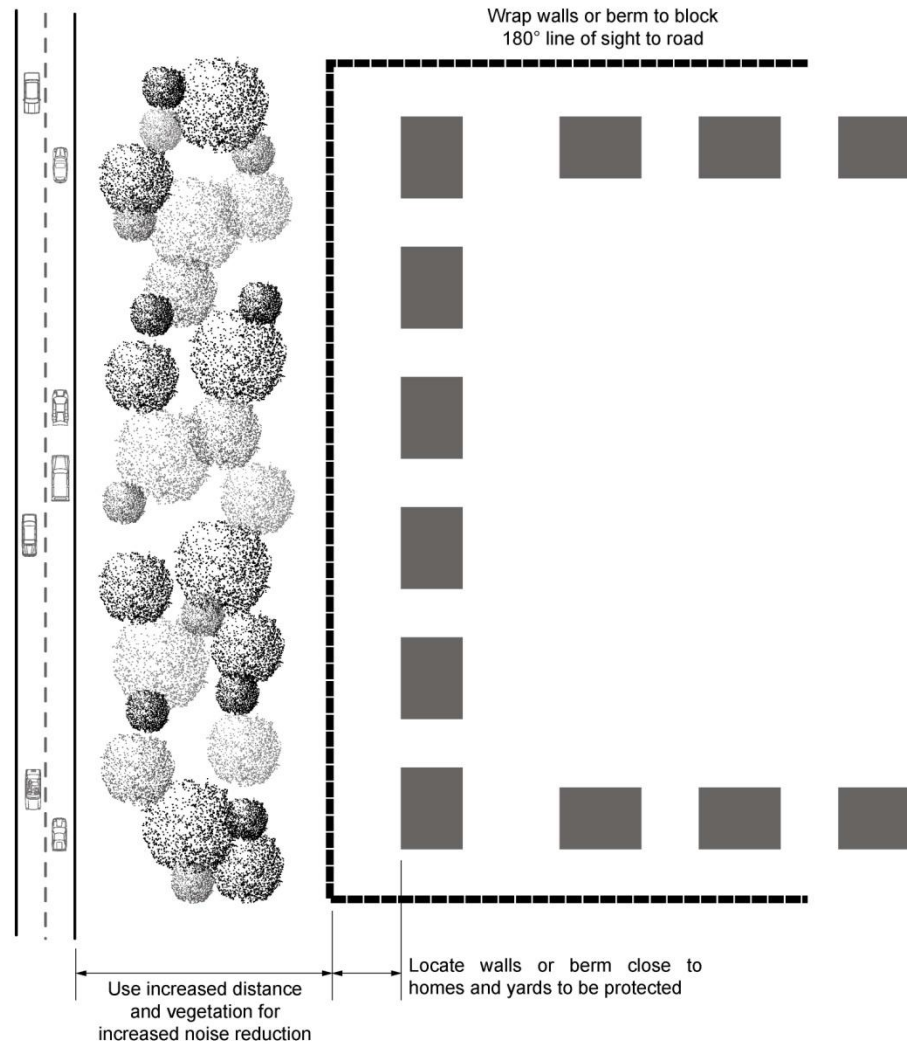 Wrap walls or berm to block
180° line of sight to road
Use increased distance
and vegetation for
increased noise reduction
Locate walls or berm close to
homes and yards to be protected